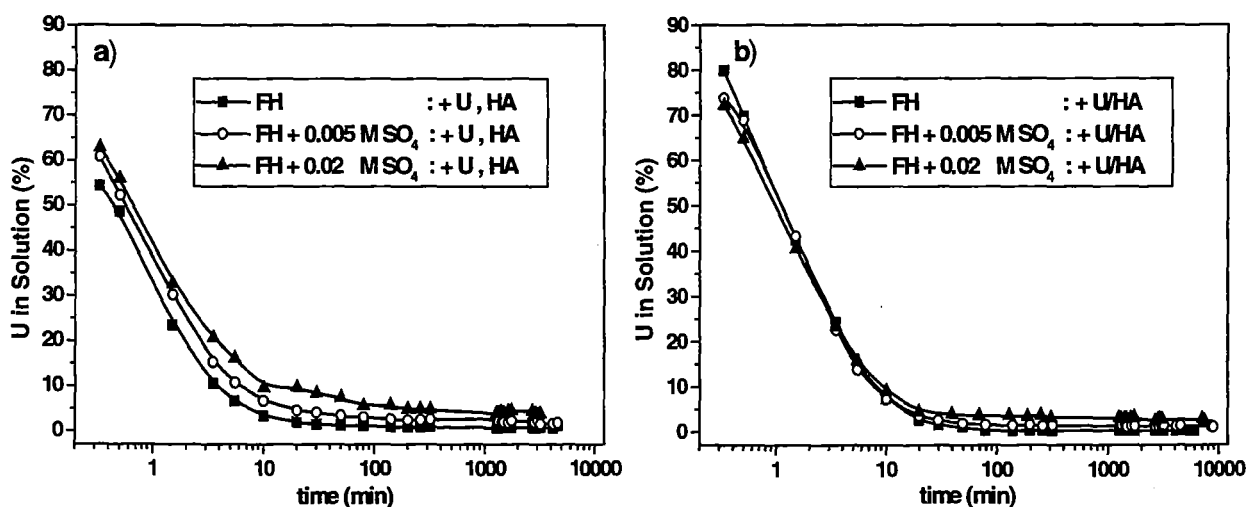 a)
FH : + U , HA
FH + 0.005 M SO₄ : + U , HA
FH + 0.02 M SO₄ : + U , HA
U in Solution (%)
90
80
70
60
50
40
30
20
10
0
1 10 100 1000 10000
time (min)
b)
FH : + U/HA
FH + 0.005 M SO₄ : + U/HA
FH + 0.02 M SO₄ : + U/HA
U in Solution (%)
90
80
70
60
50
40
30
20
10
0
1 10 100 1000 10000
time (min)